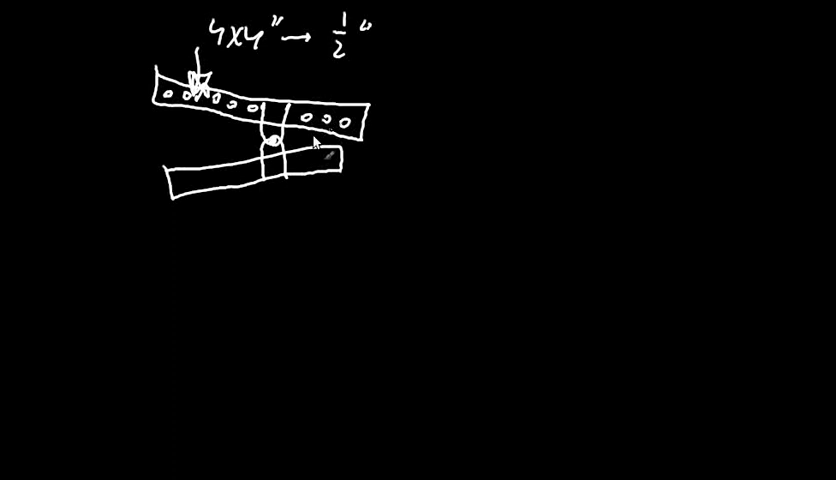 4x4" → 1/2"